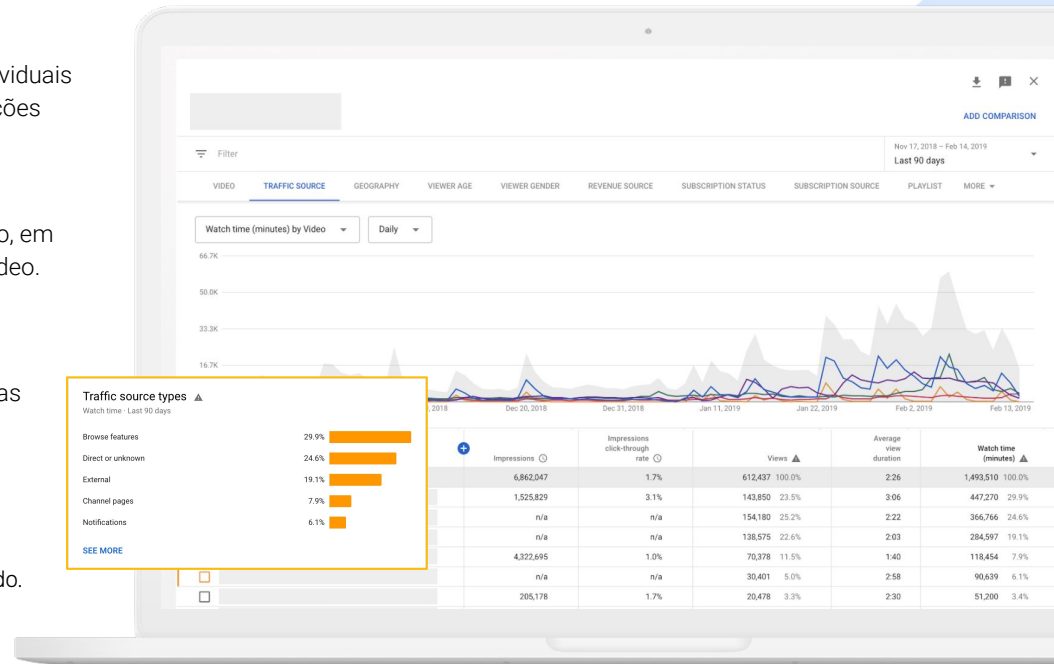 viduais
ções
o, em
deo.
as
do.
ADD COMPARISON
Filter
Nov 17, 2018 – Feb 14, 2019
Last 90 days
VIDEO TRAFFIC SOURCE GEOGRAPHY VIEWER AGE VIEWER GENDER REVENUE SOURCE SUBSCRIPTION STATUS SUBSCRIPTION SOURCE PLAYLIST MORE
Watch time (minutes) by Video Daily
66.7K
50.0K
33.3K
16.7K
, 2018 Dec 20, 2018 Dec 31, 2018 Jan 11, 2019 Jan 22, 2019 Feb 2, 2019 Feb 13, 2019
Traffic source types
Watch time · Last 90 days
Browse features 29.9%
Direct or unknown 24.6%
External 19.1%
Channel pages 7.9%
Notifications 6.1%
SEE MORE
Impressions Impressions click-through rate Views Average view duration Watch time (minutes)
6,862,047 1.7% 612,437 100.0% 2:26 1,493,510 100.0%
1,525,829 3.1% 143,850 23.5% 3:06 447,270 29.9%
n/a n/a 154,180 25.2% 2:22 366,766 24.6%
n/a n/a 138,575 22.6% 2:03 284,597 19.1%
4,322,695 1.0% 70,378 11.5% 1:40 118,454 7.9%
n/a n/a 30,401 5.0% 2:58 90,639 6.1%
205,178 1.7% 20,478 3.3% 2:30 51,200 3.4%